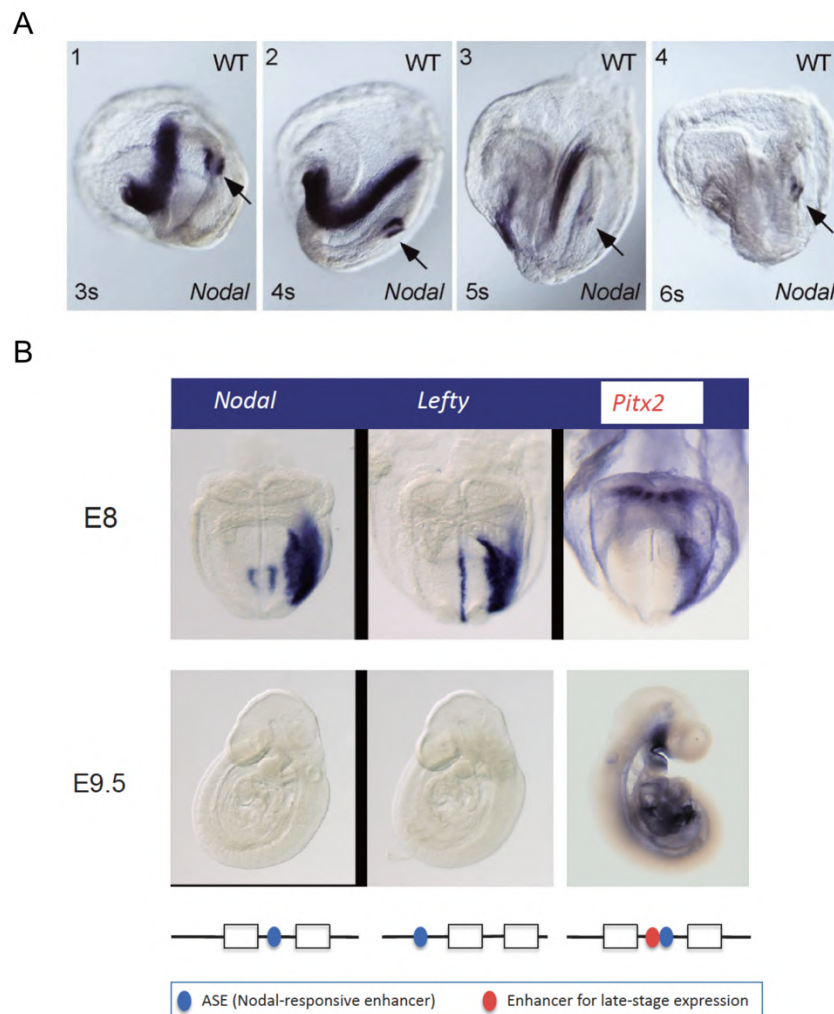 A
1 WT 2 WT 3 WT 4 WT
3s Nodal 4s Nodal 5s Nodal 6s Nodal
B
Nodal Lefty Pitx2
E8
E9.5
ASE (Nodal-responsive enhancer) Enhancer for late-stage expression